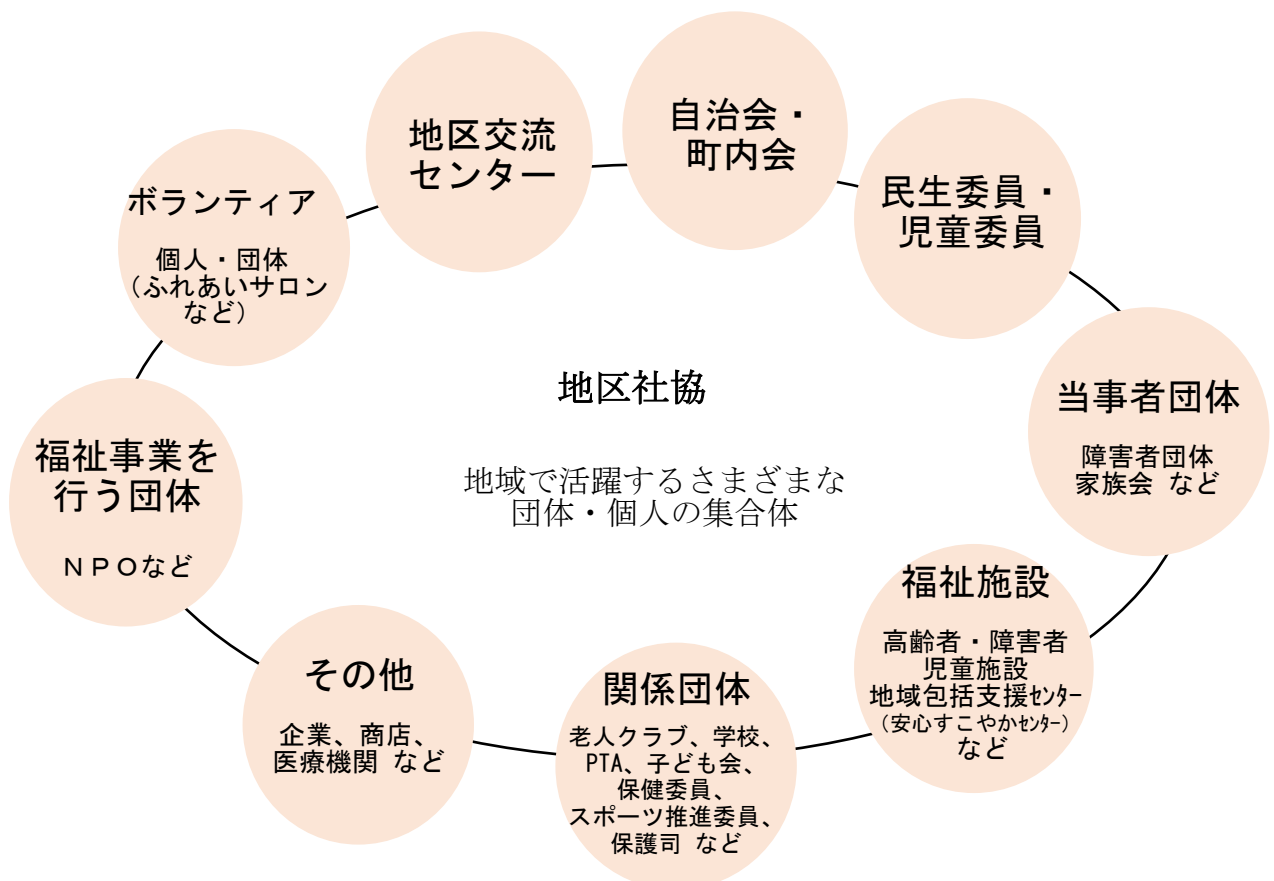 地区交流
センター
自治会・
町内会
民生委員・
児童委員
ボランティア
個人・団体
（ふれあいサロン
など）
当事者団体
障害者団体
家族会 など
地区社協
地域で活躍するさまざまな
団体・個人の集合体
福祉事業を
行う団体
ＮＰＯなど
福祉施設
高齢者・障害者
児童施設
地域包括支援ｾﾝﾀｰ
（安心すこやかｾﾝﾀｰ）
など
その他
企業、商店、
医療機関 など
関係団体
老人クラブ、学校、
PTA、子ども会、
保健委員、
スポーツ推進委員、
保護司 など